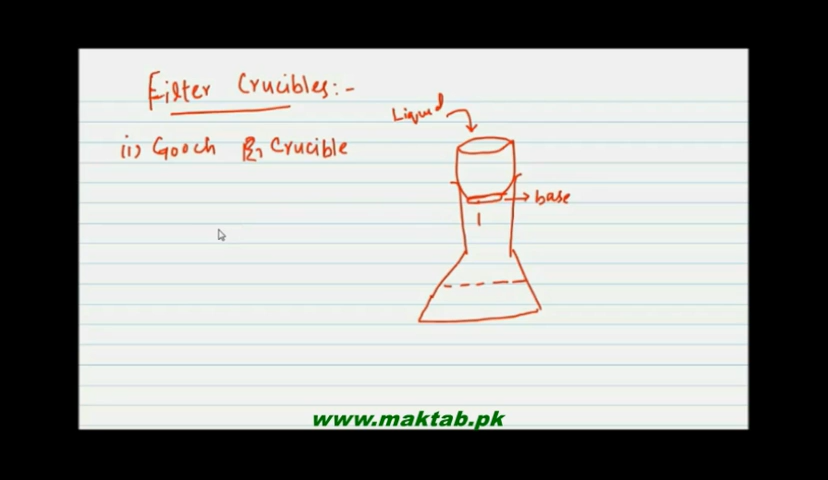 Filter Crucibles:-
(i) Gooch Crucible
Liquid
base
www.maktab.pk